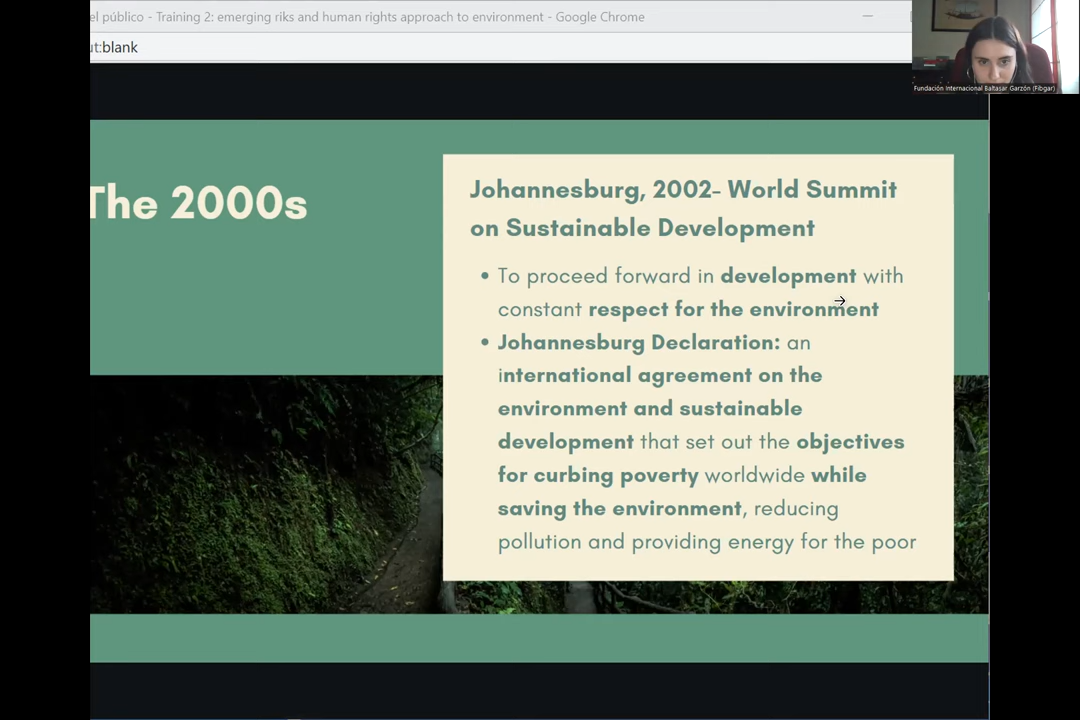 el público - Training 2: emerging riks and human rights approach to environment - Google Chrome
ut:blank
Fundación Internacional Baltasar Garzón (Fibgar)
The 2000s
Johannesburg, 2002- World Summit
on Sustainable Development
• To proceed forward in development with
constant respect for the environment
• Johannesburg Declaration: an
international agreement on the
environment and sustainable
development that set out the objectives
for curbing poverty worldwide while
saving the environment, reducing
pollution and providing energy for the poor